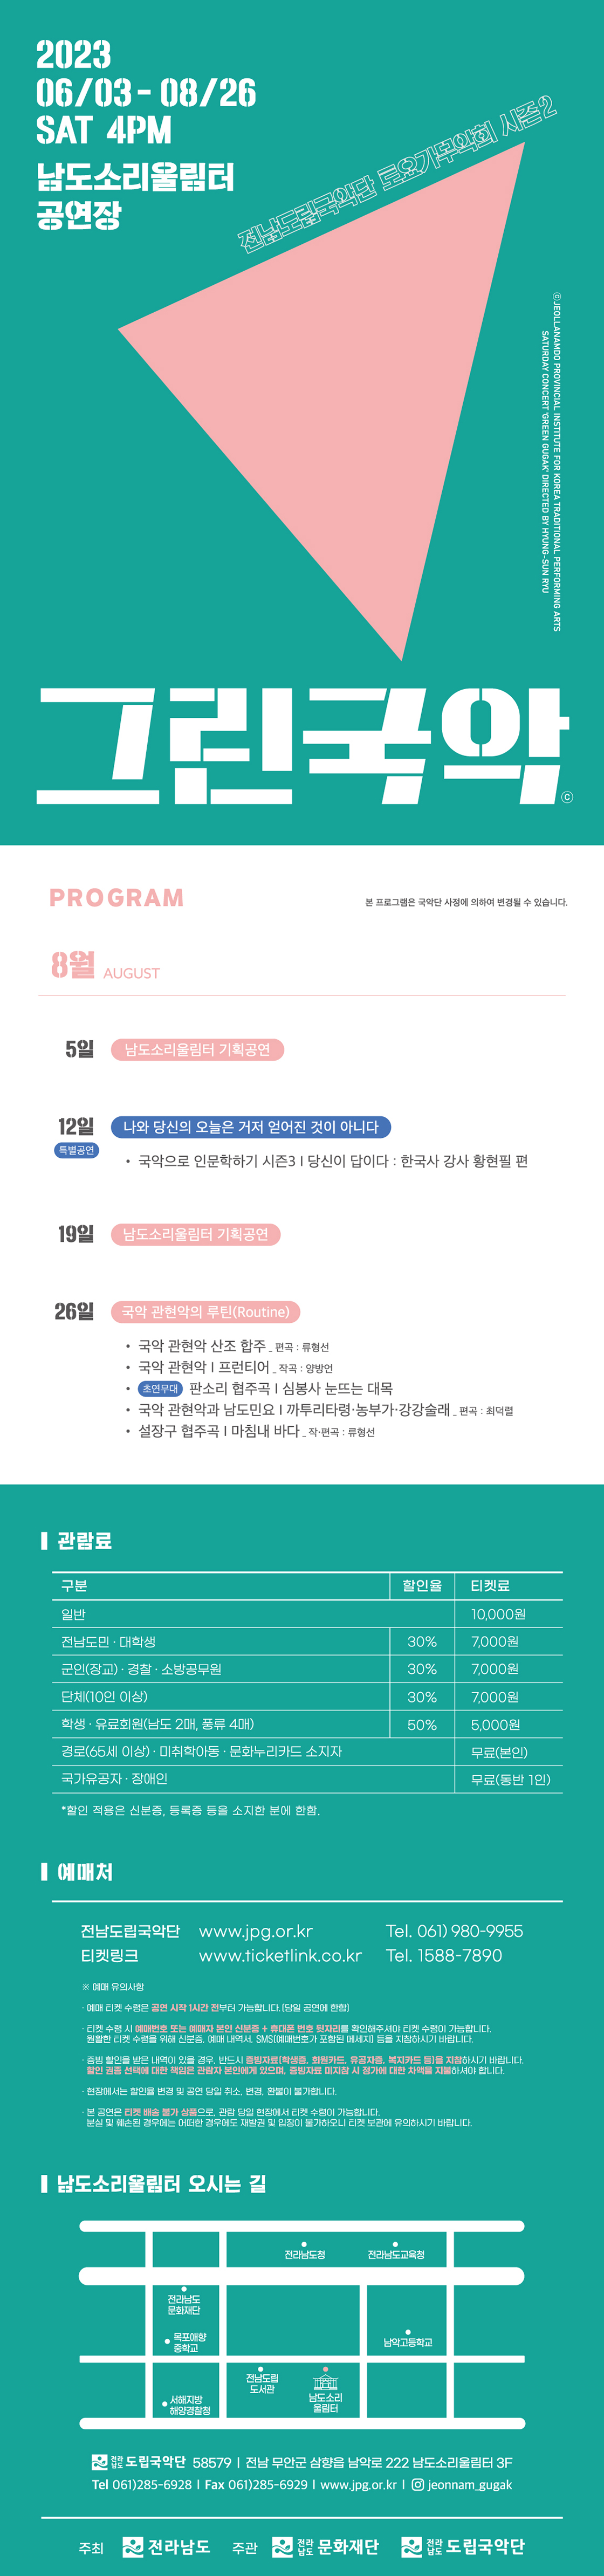 2023
06/03 - 08/26
SAT 4PM
남도소리울림터
공연장
전남도립국악단 토요가무악희 시즌2
ⓒJEOLLANAMDO PROVINCIAL INSTITUTE FOR KOREA TRADITIONAL PERFORMING ARTS
SATURDAY CONCERT 'GREEN GUGAK' DIRECTED BY HYUNG-SUN RYU
그린국악
ⓒ
PROGRAM
본 프로그램은 국악단 사정에 의하여 변경될 수 있습니다.
8월 AUGUST
5일 남도소리울림터 기획공연
12일 나와 당신의 오늘은 거저 얻어진 것이 아니다
특별공연
• 국악으로 인문학하기 시즌3 I 당신이 답이다 : 한국사 강사 황현필 편
19일 남도소리울림터 기획공연
26일 국악 관현악의 루틴(Routine)
• 국악 관현악 산조 합주 _ 편곡 : 류형선
• 국악 관현악 I 프런티어 _ 작곡 : 양방언
• 초연무대 판소리 협주곡 I 심봉사 눈뜨는 대목
• 국악 관현악과 남도민요 I 까투리타령·농부가·강강술래 _ 편곡 : 최덕렬
• 설장구 협주곡 I 마침내 바다 _ 작·편곡 : 류형선
관람료
구분 할인율 티켓료
일반 10,000원
전남도민 · 대학생 30% 7,000원
군인(장교) · 경찰 · 소방공무원 30% 7,000원
단체(10인 이상) 30% 7,000원
학생 · 유료회원(남도 2매, 풍류 4매) 50% 5,000원
경로(65세 이상) · 미취학아동 · 문화누리카드 소지자 무료(본인)
국가유공자 · 장애인 무료(동반 1인)
*할인 적용은 신분증, 등록증 등을 소지한 분에 한함.
예매처
전남도립국악단 www.jpg.or.kr Tel. 061) 980-9955
티켓링크 www.ticketlink.co.kr Tel. 1588-7890
※ 예매 유의사항
· 예매 티켓 수령은 공연 시작 1시간 전부터 가능합니다. (당일 공연에 한함)
· 티켓 수령 시 예매번호 또는 예매자 본인 신분증 + 휴대폰 번호 뒷자리를 확인해주셔야 티켓 수령이 가능합니다.
원활한 티켓 수령을 위해 신분증, 예매 내역서, SMS(예매번호가 포함된 메세지) 등을 지참하시기 바랍니다.
· 증빙 할인을 받은 내역이 있을 경우, 반드시 증빙자료(학생증, 회원카드, 유공자증, 복지카드 등)을 지참하시기 바랍니다.
할인 권종 선택에 대한 책임은 관람자 본인에게 있으며, 증빙자료 미지참 시 정가에 대한 차액을 지불하셔야 합니다.
· 현장에서는 할인율 변경 및 공연 당일 취소, 변경, 환불이 불가합니다.
· 본 공연은 티켓 배송 불가 상품으로, 관람 당일 현장에서 티켓 수령이 가능합니다.
분실 및 훼손된 경우에는 어떠한 경우에도 재발권 및 입장이 불가하오니 티켓 보관에 유의하시기 바랍니다.
남도소리울림터 오시는 길
전라남도청
전라남도교육청
전라남도
문화재단
목포애향
중학교
남악고등학교
전남도립
도서관
남도소리
울림터
서해지방
해양경찰청
전라남도 도립국악단 58579 I 전남 무안군 삼향읍 남악로 222 남도소리울림터 3F
Tel 061)285-6928 I Fax 061)285-6929 I www.jpg.or.kr I jeonnam_gugak
주최 전라남도 주관 전라남도 문화재단 전라남도 도립국악단